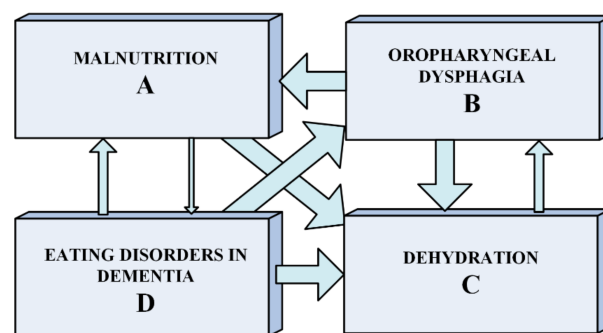 MALNUTRITION
A
OROPHARYNGEAL
DYSPHAGIA
B
EATING DISORDERS IN
DEMENTIA
D
DEHYDRATION
C